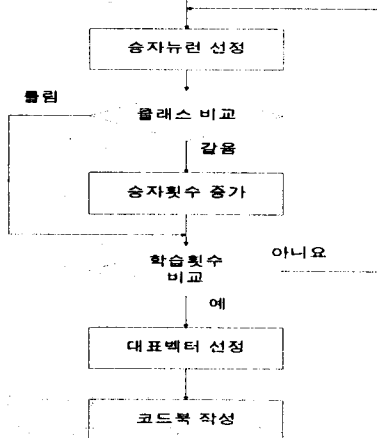 승자뉴런 선정
틀림
클래스 비교
같음
승자횟수 증가
학습횟수
비교
아니요
예
대표벡터 선정
코드북 작성